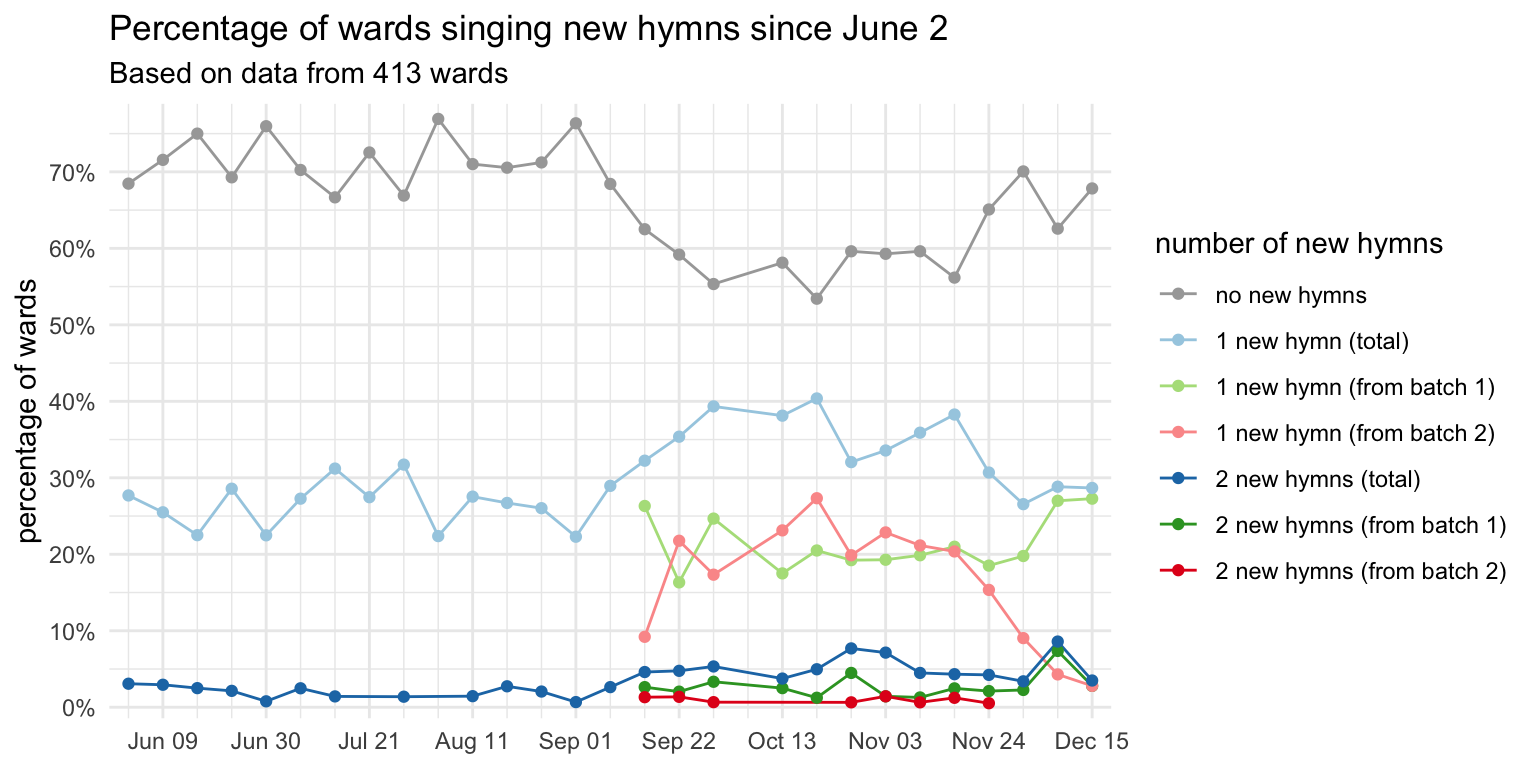 Percentage of wards singing new hymns since June 2
Based on data from 413 wards
percentage of wards
70%
60%
50%
40%
30%
20%
10%
0%
Jun 09 Jun 30 Jul 21 Aug 11 Sep 01 Sep 22 Oct 13 Nov 03 Nov 24 Dec 15
number of new hymns
no new hymns
1 new hymn (total)
1 new hymn (from batch 1)
1 new hymn (from batch 2)
2 new hymns (total)
2 new hymns (from batch 1)
2 new hymns (from batch 2)